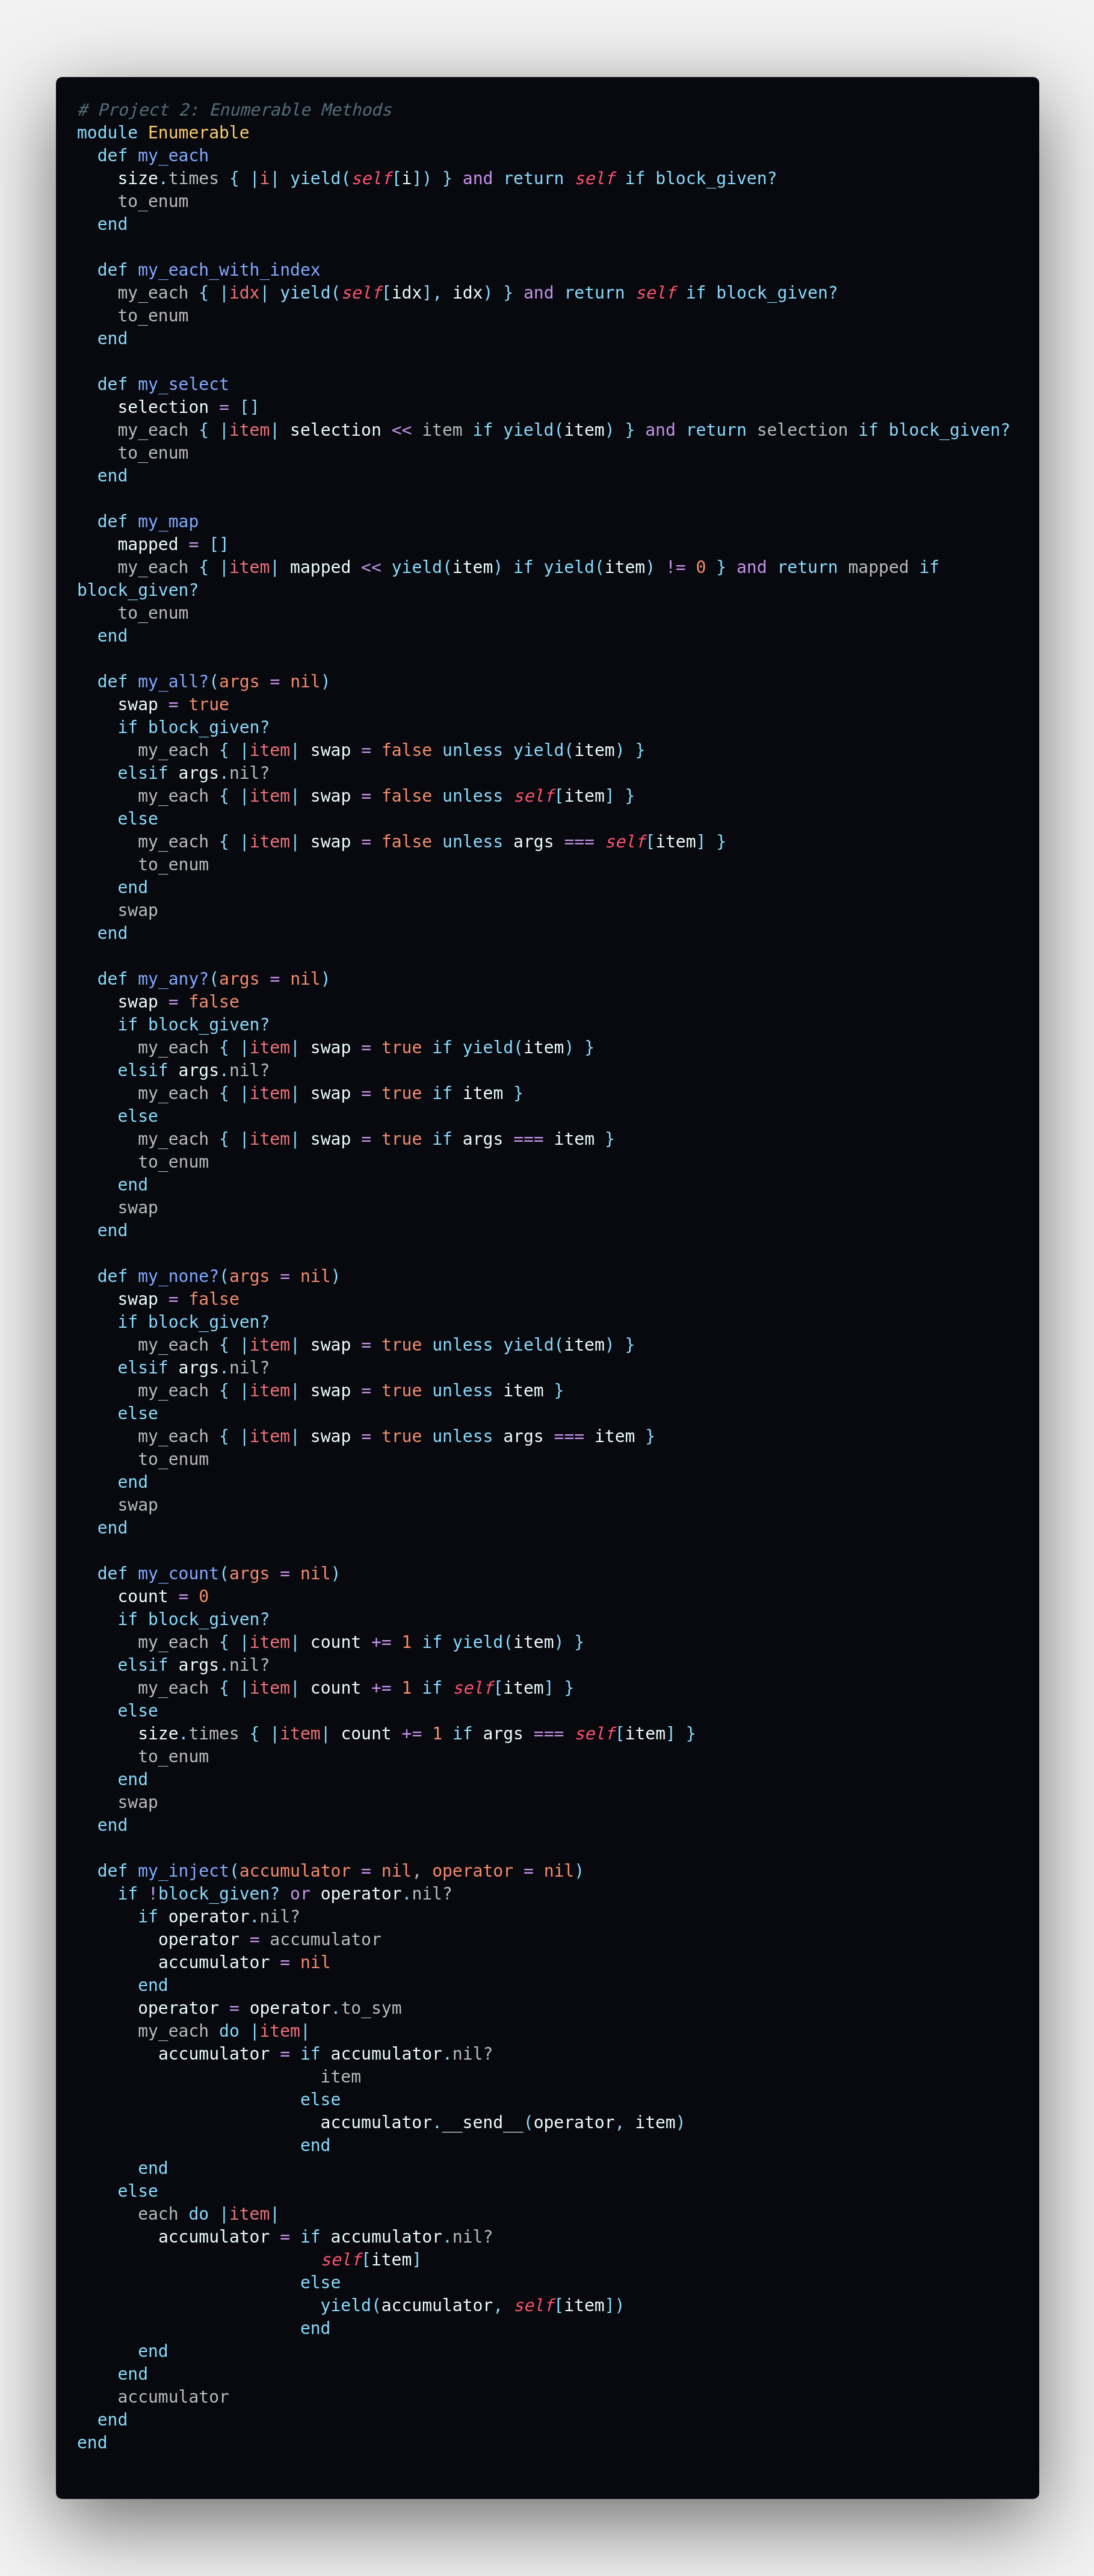 # Project 2: Enumerable Methods
module Enumerable
  def my_each
    size.times { |i| yield(self[i]) } and return self if block_given?
    to_enum
  end

  def my_each_with_index
    my_each { |idx| yield(self[idx], idx) } and return self if block_given?
    to_enum
  end

  def my_select
    selection = []
    my_each { |item| selection << item if yield(item) } and return selection if block_given?
    to_enum
  end

  def my_map
    mapped = []
    my_each { |item| mapped << yield(item) if yield(item) != 0 } and return mapped if
block_given?
    to_enum
  end

  def my_all?(args = nil)
    swap = true
    if block_given?
      my_each { |item| swap = false unless yield(item) }
    elsif args.nil?
      my_each { |item| swap = false unless self[item] }
    else
      my_each { |item| swap = false unless args === self[item] }
      to_enum
    end
    swap
  end

  def my_any?(args = nil)
    swap = false
    if block_given?
      my_each { |item| swap = true if yield(item) }
    elsif args.nil?
      my_each { |item| swap = true if item }
    else
      my_each { |item| swap = true if args === item }
      to_enum
    end
    swap
  end

  def my_none?(args = nil)
    swap = false
    if block_given?
      my_each { |item| swap = true unless yield(item) }
    elsif args.nil?
      my_each { |item| swap = true unless item }
    else
      my_each { |item| swap = true unless args === item }
      to_enum
    end
    swap
  end

  def my_count(args = nil)
    count = 0
    if block_given?
      my_each { |item| count += 1 if yield(item) }
    elsif args.nil?
      my_each { |item| count += 1 if self[item] }
    else
      size.times { |item| count += 1 if args === self[item] }
      to_enum
    end
    swap
  end

  def my_inject(accumulator = nil, operator = nil)
    if !block_given? or operator.nil?
      if operator.nil?
        operator = accumulator
        accumulator = nil
      end
      operator = operator.to_sym
      my_each do |item|
        accumulator = if accumulator.nil?
                        item
                      else
                        accumulator.__send__(operator, item)
                      end
      end
    else
      each do |item|
        accumulator = if accumulator.nil?
                        self[item]
                      else
                        yield(accumulator, self[item])
                      end
      end
    end
    accumulator
  end
end